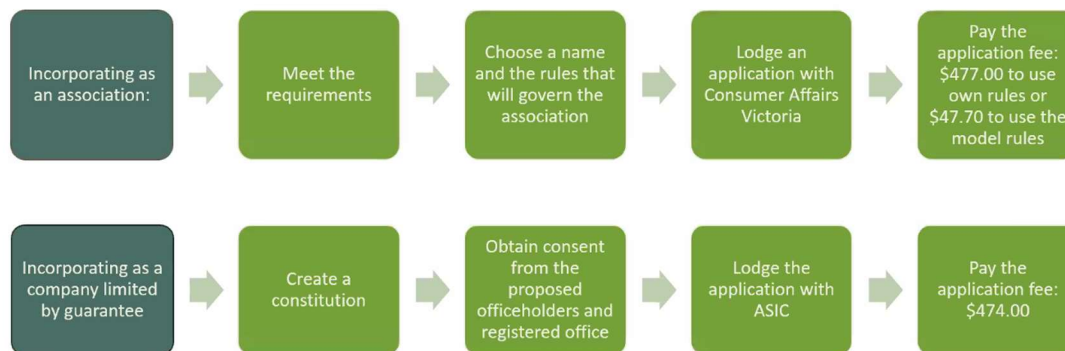 Incorporating as
an association:
Meet the
requirements
Choose a name
and the rules that
will govern the
association
Lodge an
application with
Consumer Affairs
Victoria
Pay the
application fee:
$477.00 to use
own rules or
$47.70 to use the
model rules
Incorporating as a
company limited
by guarantee
Create a
constitution
Obtain consent
from the
proposed
officeholders and
registered office
Lodge the
application with
ASIC
Pay the
application fee:
$474.00